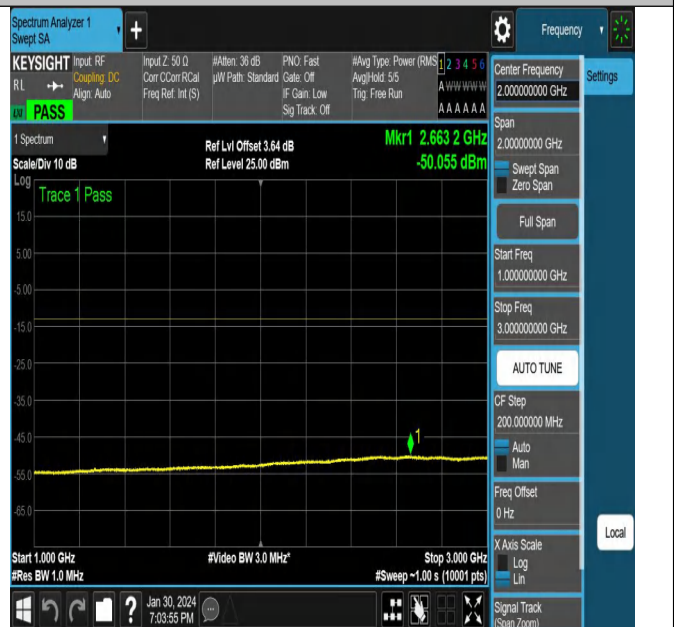 Spectrum Analyzer 1
Swept SA
+
Frequency
KEYSIGHT
RL
LXI
PASS
Input: RF
Coupling: DC
Align: Auto
Input Z: 50 Ω
Corr CCorr RCal
Freq Ref: Int (S)
#Atten: 36 dB
µW Path: Standard
PNO: Fast
Gate: Off
IF Gain: Low
Sig Track: Off
#Avg Type: Power (RMS
Avg|Hold: 5/5
Trig: Free Run
1 2 3 4 5 6
A W W W W W
A A A A A A
1 Spectrum
Scale/Div 10 dB
Log
Ref Lvl Offset 3.64 dB
Ref Level 25.00 dBm
Mkr1 2.663 2 GHz
-50.055 dBm
Trace 1 Pass
15.0
5.00
-5.00
-15.0
-25.0
-35.0
-45.0
-55.0
-65.0
1
Start 1.000 GHz
#Res BW 1.0 MHz
#Video BW 3.0 MHz*
Stop 3.000 GHz
#Sweep ~1.00 s (10001 pts)
Center Frequency
2.000000000 GHz
Settings
Span
2.00000000 GHz
Swept Span
Zero Span
Full Span
Start Freq
1.000000000 GHz
Stop Freq
3.000000000 GHz
AUTO TUNE
CF Step
200.000000 MHz
Auto
Man
Freq Offset
0 Hz
X Axis Scale
Log
Lin
Signal Track
(Span Zoom)
Local
?
Jan 30, 2024
7:03:55 PM